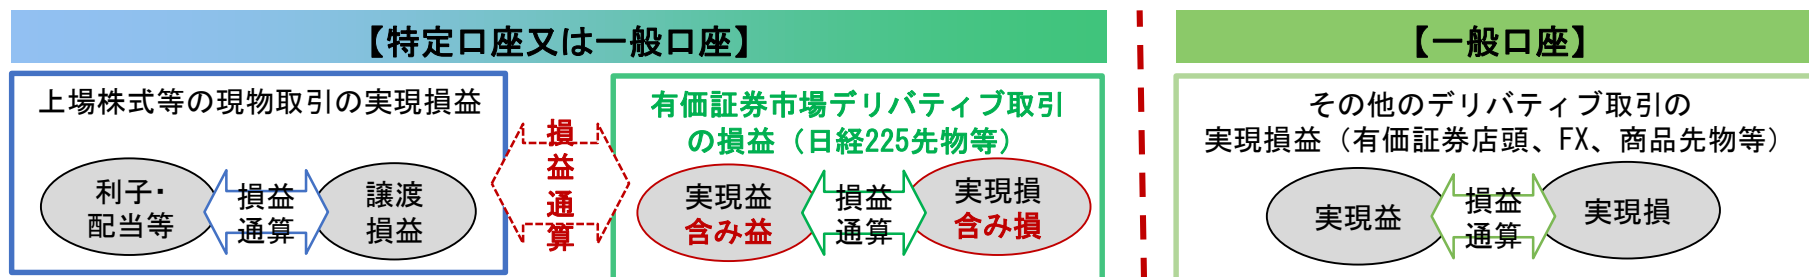 【特定口座又は一般口座】
上場株式等の現物取引の実現損益
利子・
配当等
損益
通算
譲渡
損益
損
益
通
算
有価証券市場デリバティブ取引
の損益（日経225先物等）
実現益
含み益
損益
通算
実現損
含み損
【一般口座】
その他のデリバティブ取引の
実現損益（有価証券店頭、FX、商品先物等）
実現益
損益
通算
実現損